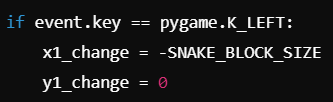 if event.key == pygame.K_LEFT:
    x1_change = -SNAKE_BLOCK_SIZE
    y1_change = 0